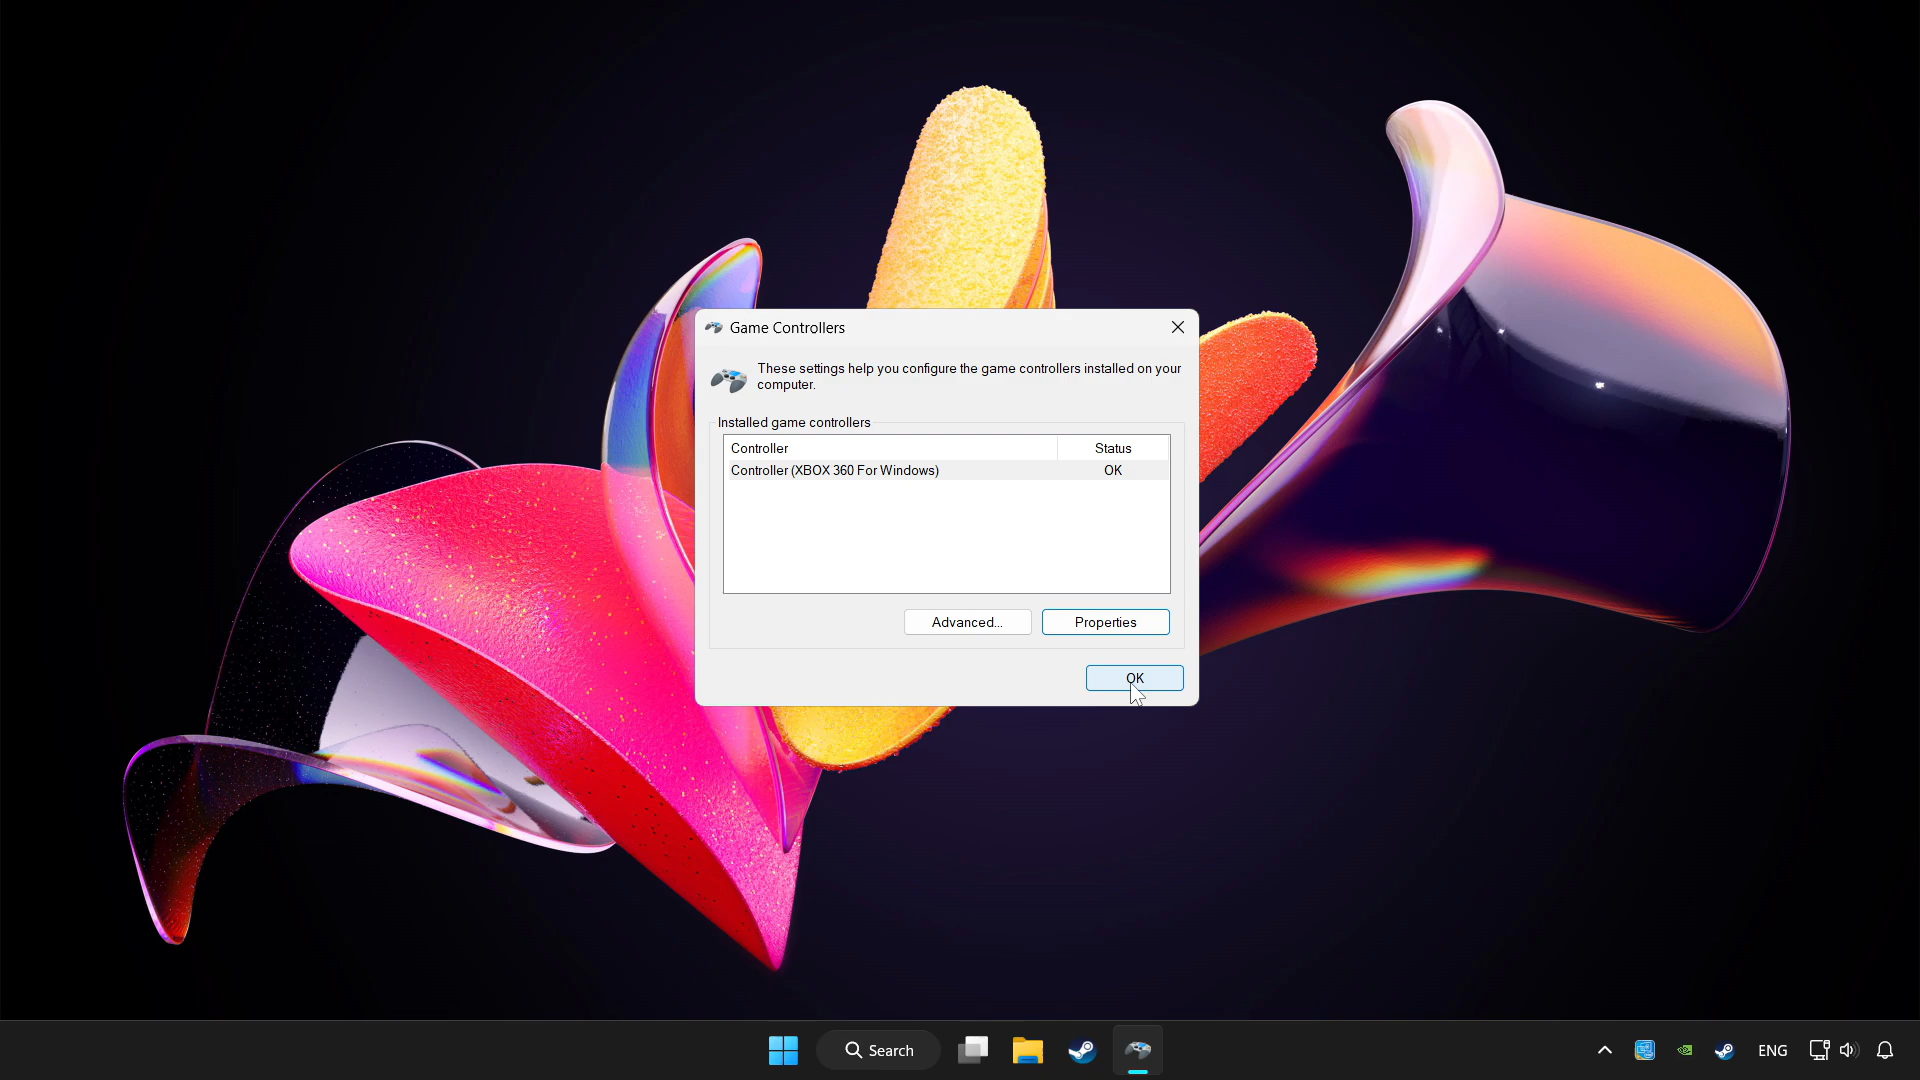 Game Controllers
These settings help you configure the game controllers installed on your
computer.
Installed game controllers
Controller Status
Controller (XBOX 360 For Windows) OK
Advanced... Properties
OK
Search ENG